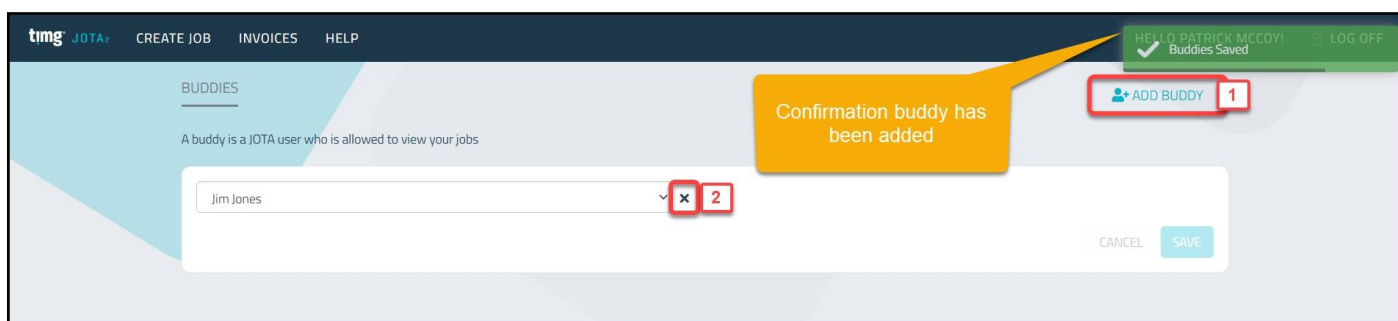 timg JOTA2 CREATE JOB INVOICES HELP HELLO PATRICK MCCOY! LOG OFF
Buddies Saved
BUDDIES
ADD BUDDY 1
Confirmation buddy has
been added
A buddy is a JOTA user who is allowed to view your jobs
Jim Jones 2
CANCEL SAVE